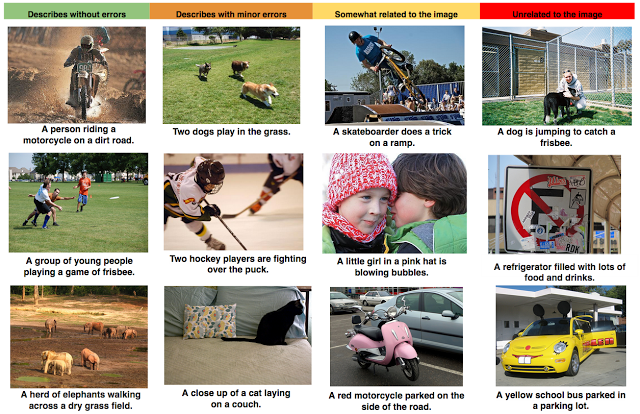 Describes without errors
Describes with minor errors
Somewhat related to the image
Unrelated to the image
A person riding a
motorcycle on a dirt road.
Two dogs play in the grass.
A skateboarder does a trick
on a ramp.
A dog is jumping to catch a
frisbee.
A group of young people
playing a game of frisbee.
Two hockey players are fighting
over the puck.
A little girl in a pink hat is
blowing bubbles.
A refrigerator filled with lots of
food and drinks.
A herd of elephants walking
across a dry grass field.
A close up of a cat laying
on a couch.
A red motorcycle parked on the
side of the road.
A yellow school bus parked in
a parking lot.